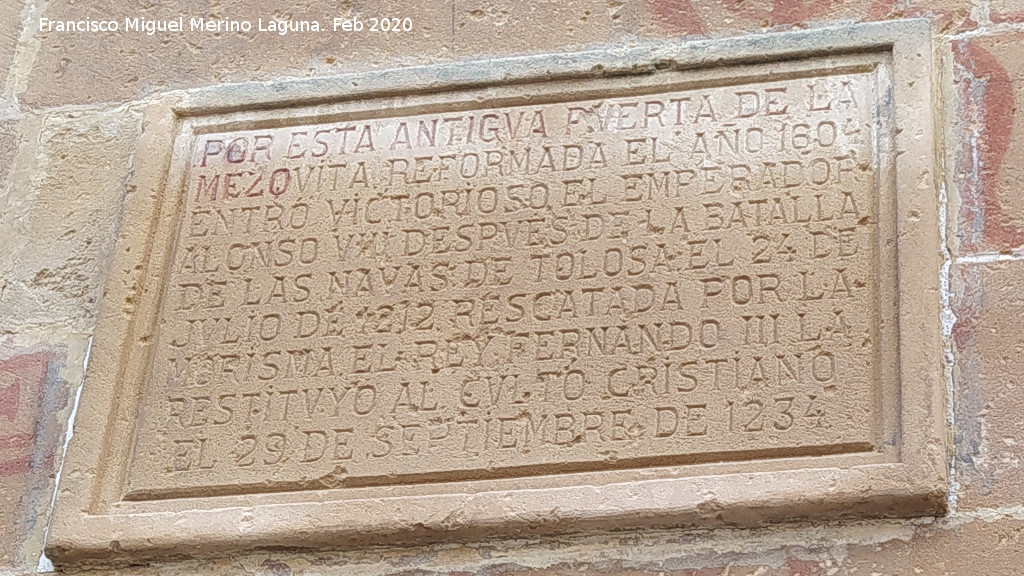 Francisco Miguel Merino Laguna. Feb 2020
POR ESTA ANTIGVA PVERTA DE LA
MEZQVITA REFORMADA EL AÑO 1604
ENTRO VICTORIOSO EL EMPERADOR
ALONSO VIII DESPVES DE LA BATALLA
DE LAS NAVAS DE TOLOSA EL 24 DE
JVLIO DE 1212 RESCATADA POR LA
MORISMA EL REY FERNANDO III LA
RESTITVYO AL CVLTO CRISTIANO
EL 29 DE SEPTIEMBRE DE 1234